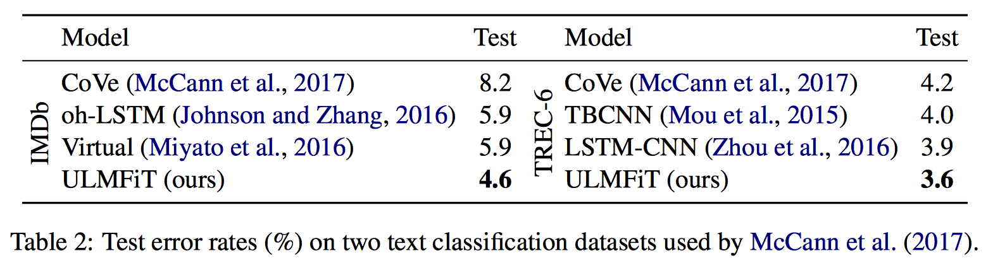 Model Test Model Test
IMDb
CoVe (McCann et al., 2017) 8.2
oh-LSTM (Johnson and Zhang, 2016) 5.9
Virtual (Miyato et al., 2016) 5.9
ULMFiT (ours) 4.6
TREC-6
CoVe (McCann et al., 2017) 4.2
TBCNN (Mou et al., 2015) 4.0
LSTM-CNN (Zhou et al., 2016) 3.9
ULMFiT (ours) 3.6
Table 2: Test error rates (%) on two text classification datasets used by McCann et al. (2017).